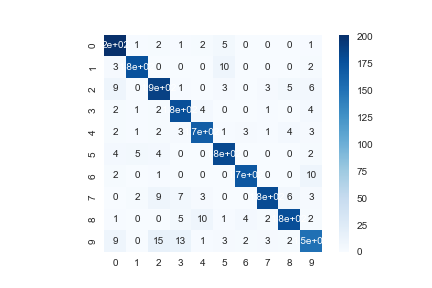 0 2e+02 1 2 1 2 5 0 0 0 1
1 3 8e+0 0 0 0 0 10 0 0 0 2
2 9 0 9e+0 1 0 3 0 3 5 6
3 2 1 2 8e+0 4 0 0 1 0 4
4 2 1 2 3 7e+0 1 3 1 4 3
5 4 5 4 0 0 8e+0 0 0 0 2
6 2 0 1 0 0 0 7e+0 0 0 10
7 0 2 9 7 3 0 0 8e+0 6 3
8 1 0 0 5 10 1 4 2 8e+0 2
9 9 0 15 13 1 3 2 3 2 5e+0
0 1 2 3 4 5 6 7 8 9
200
175
150
125
100
75
50
25
0